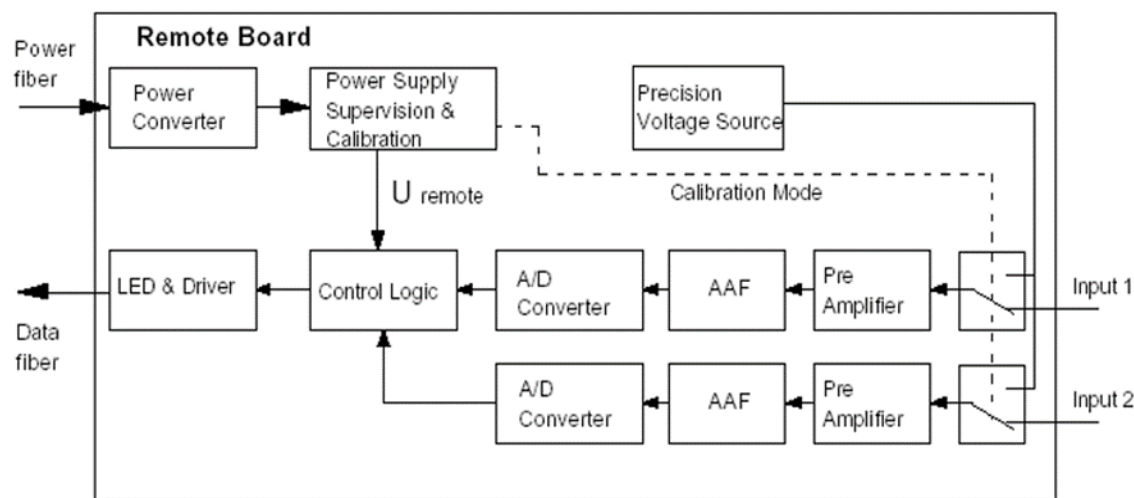 Remote Board
Power
fiber
Power
Converter
Power Supply
Supervision &
Calibration
Precision
Voltage Source
U remote
Calibration Mode
LED & Driver
Control Logic
A/D
Converter
AAF
Pre
Amplifier
Input 1
Data
fiber
A/D
Converter
AAF
Pre
Amplifier
Input 2